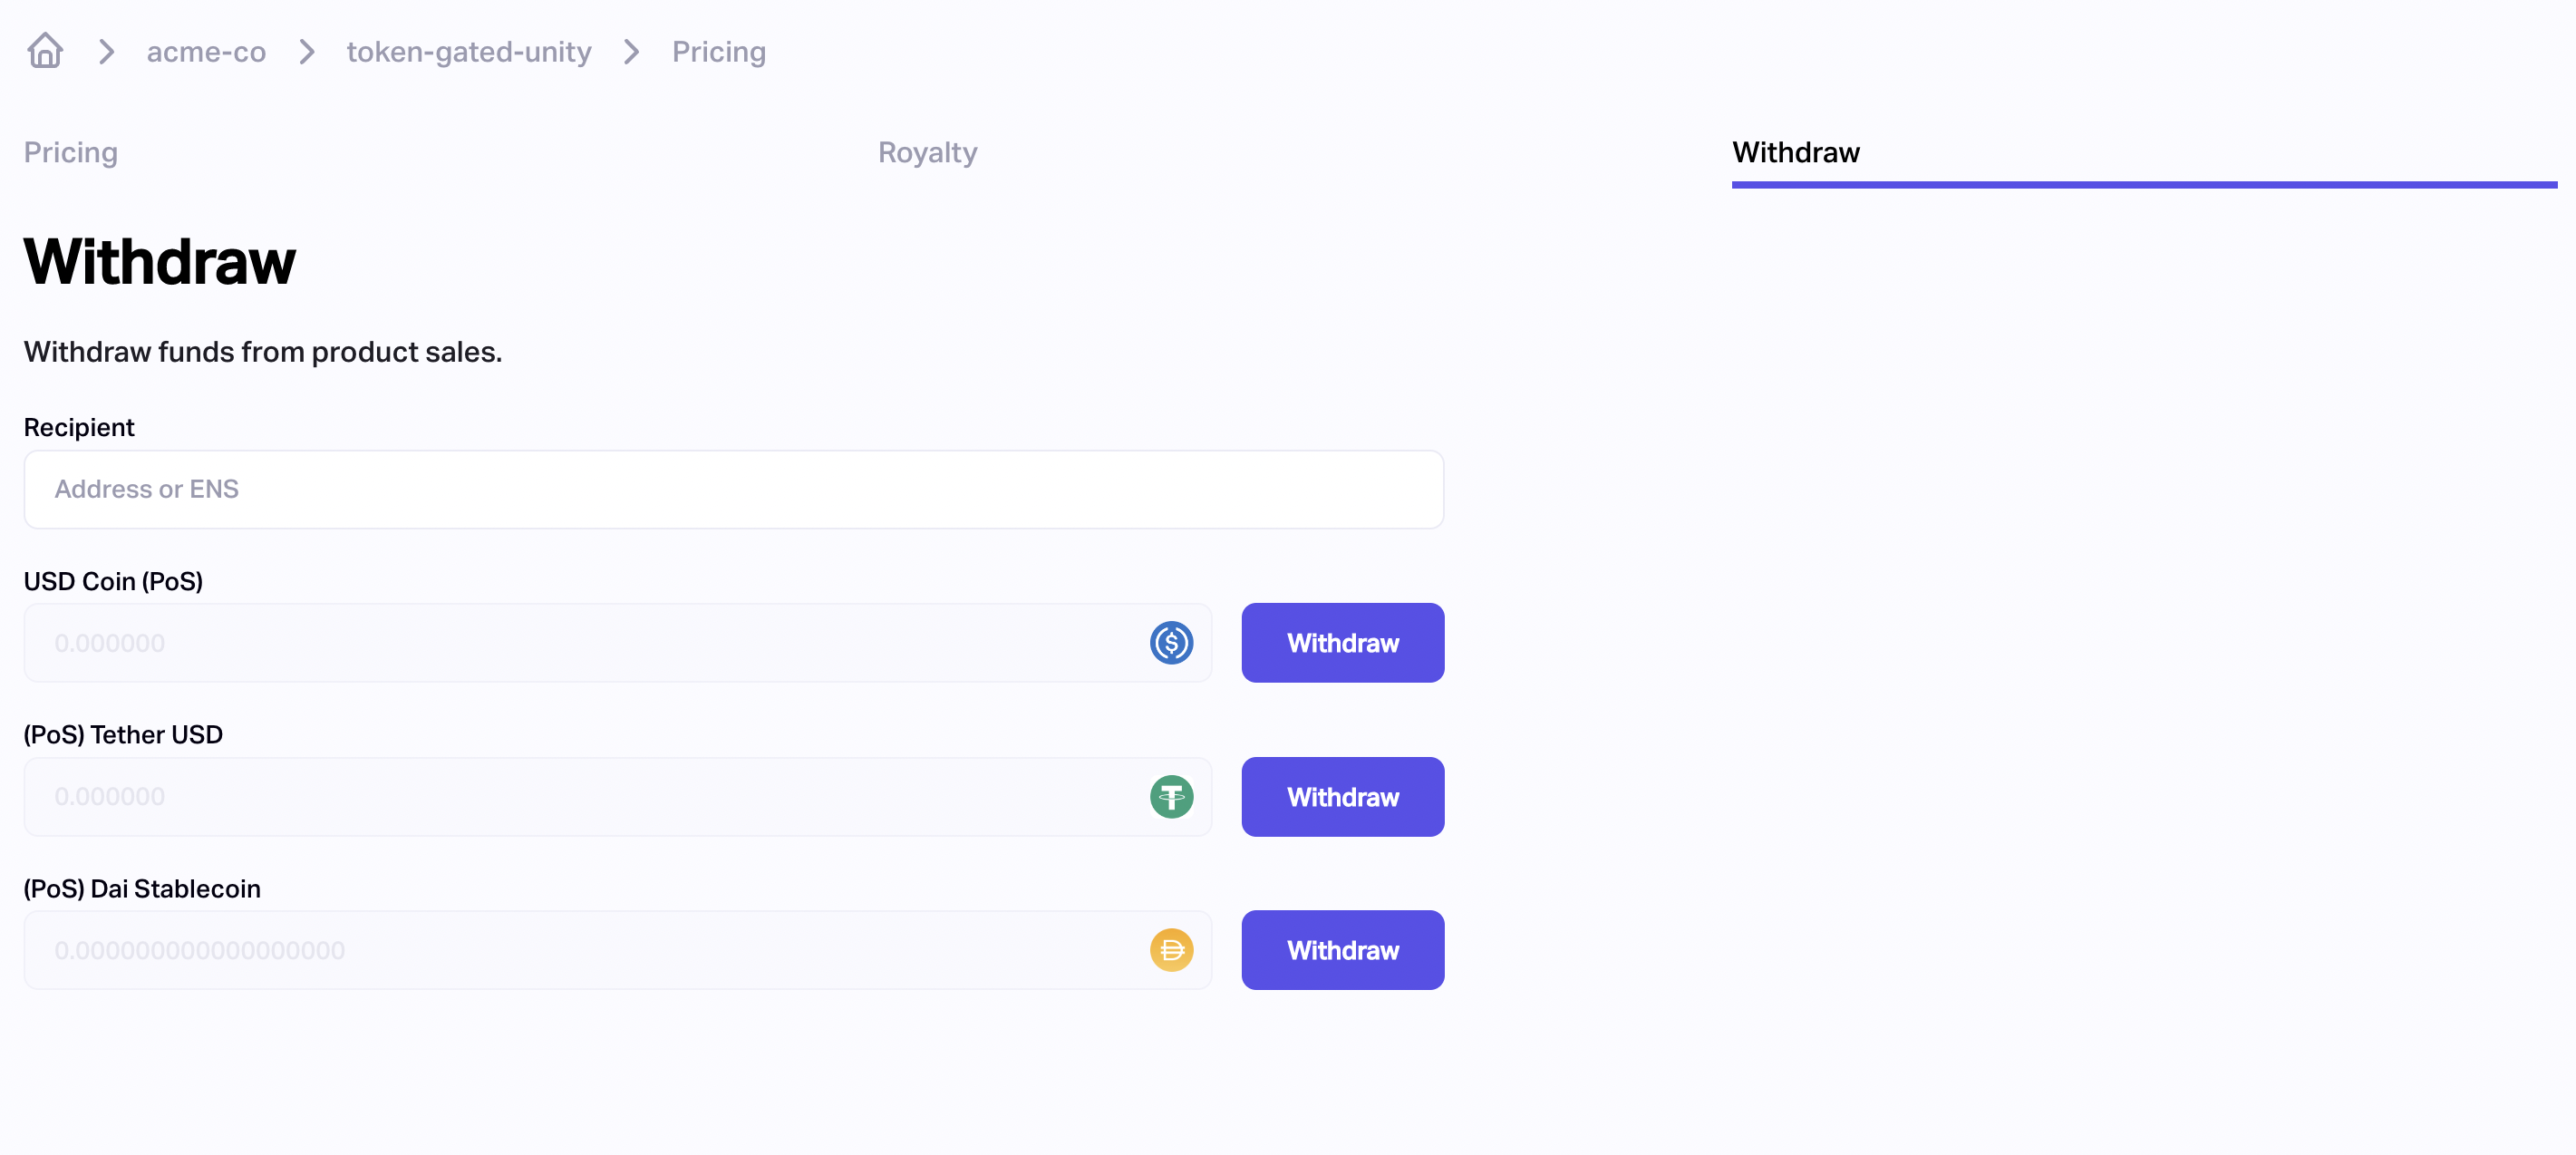 acme-co token-gated-unity Pricing
Pricing Royalty Withdraw
Withdraw
Withdraw funds from product sales.
Recipient
Address or ENS
USD Coin (PoS)
0.000000 Withdraw
(PoS) Tether USD
0.000000 Withdraw
(PoS) Dai Stablecoin
0.000000000000000000 Withdraw